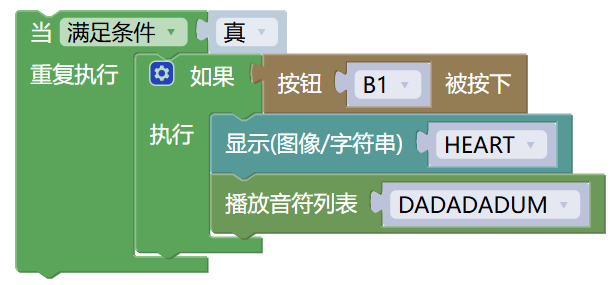 当 满足条件 真
重复执行 如果 按钮 B1 被按下
执行 显示(图像/字符串) HEART
播放音符列表 DADADADUM